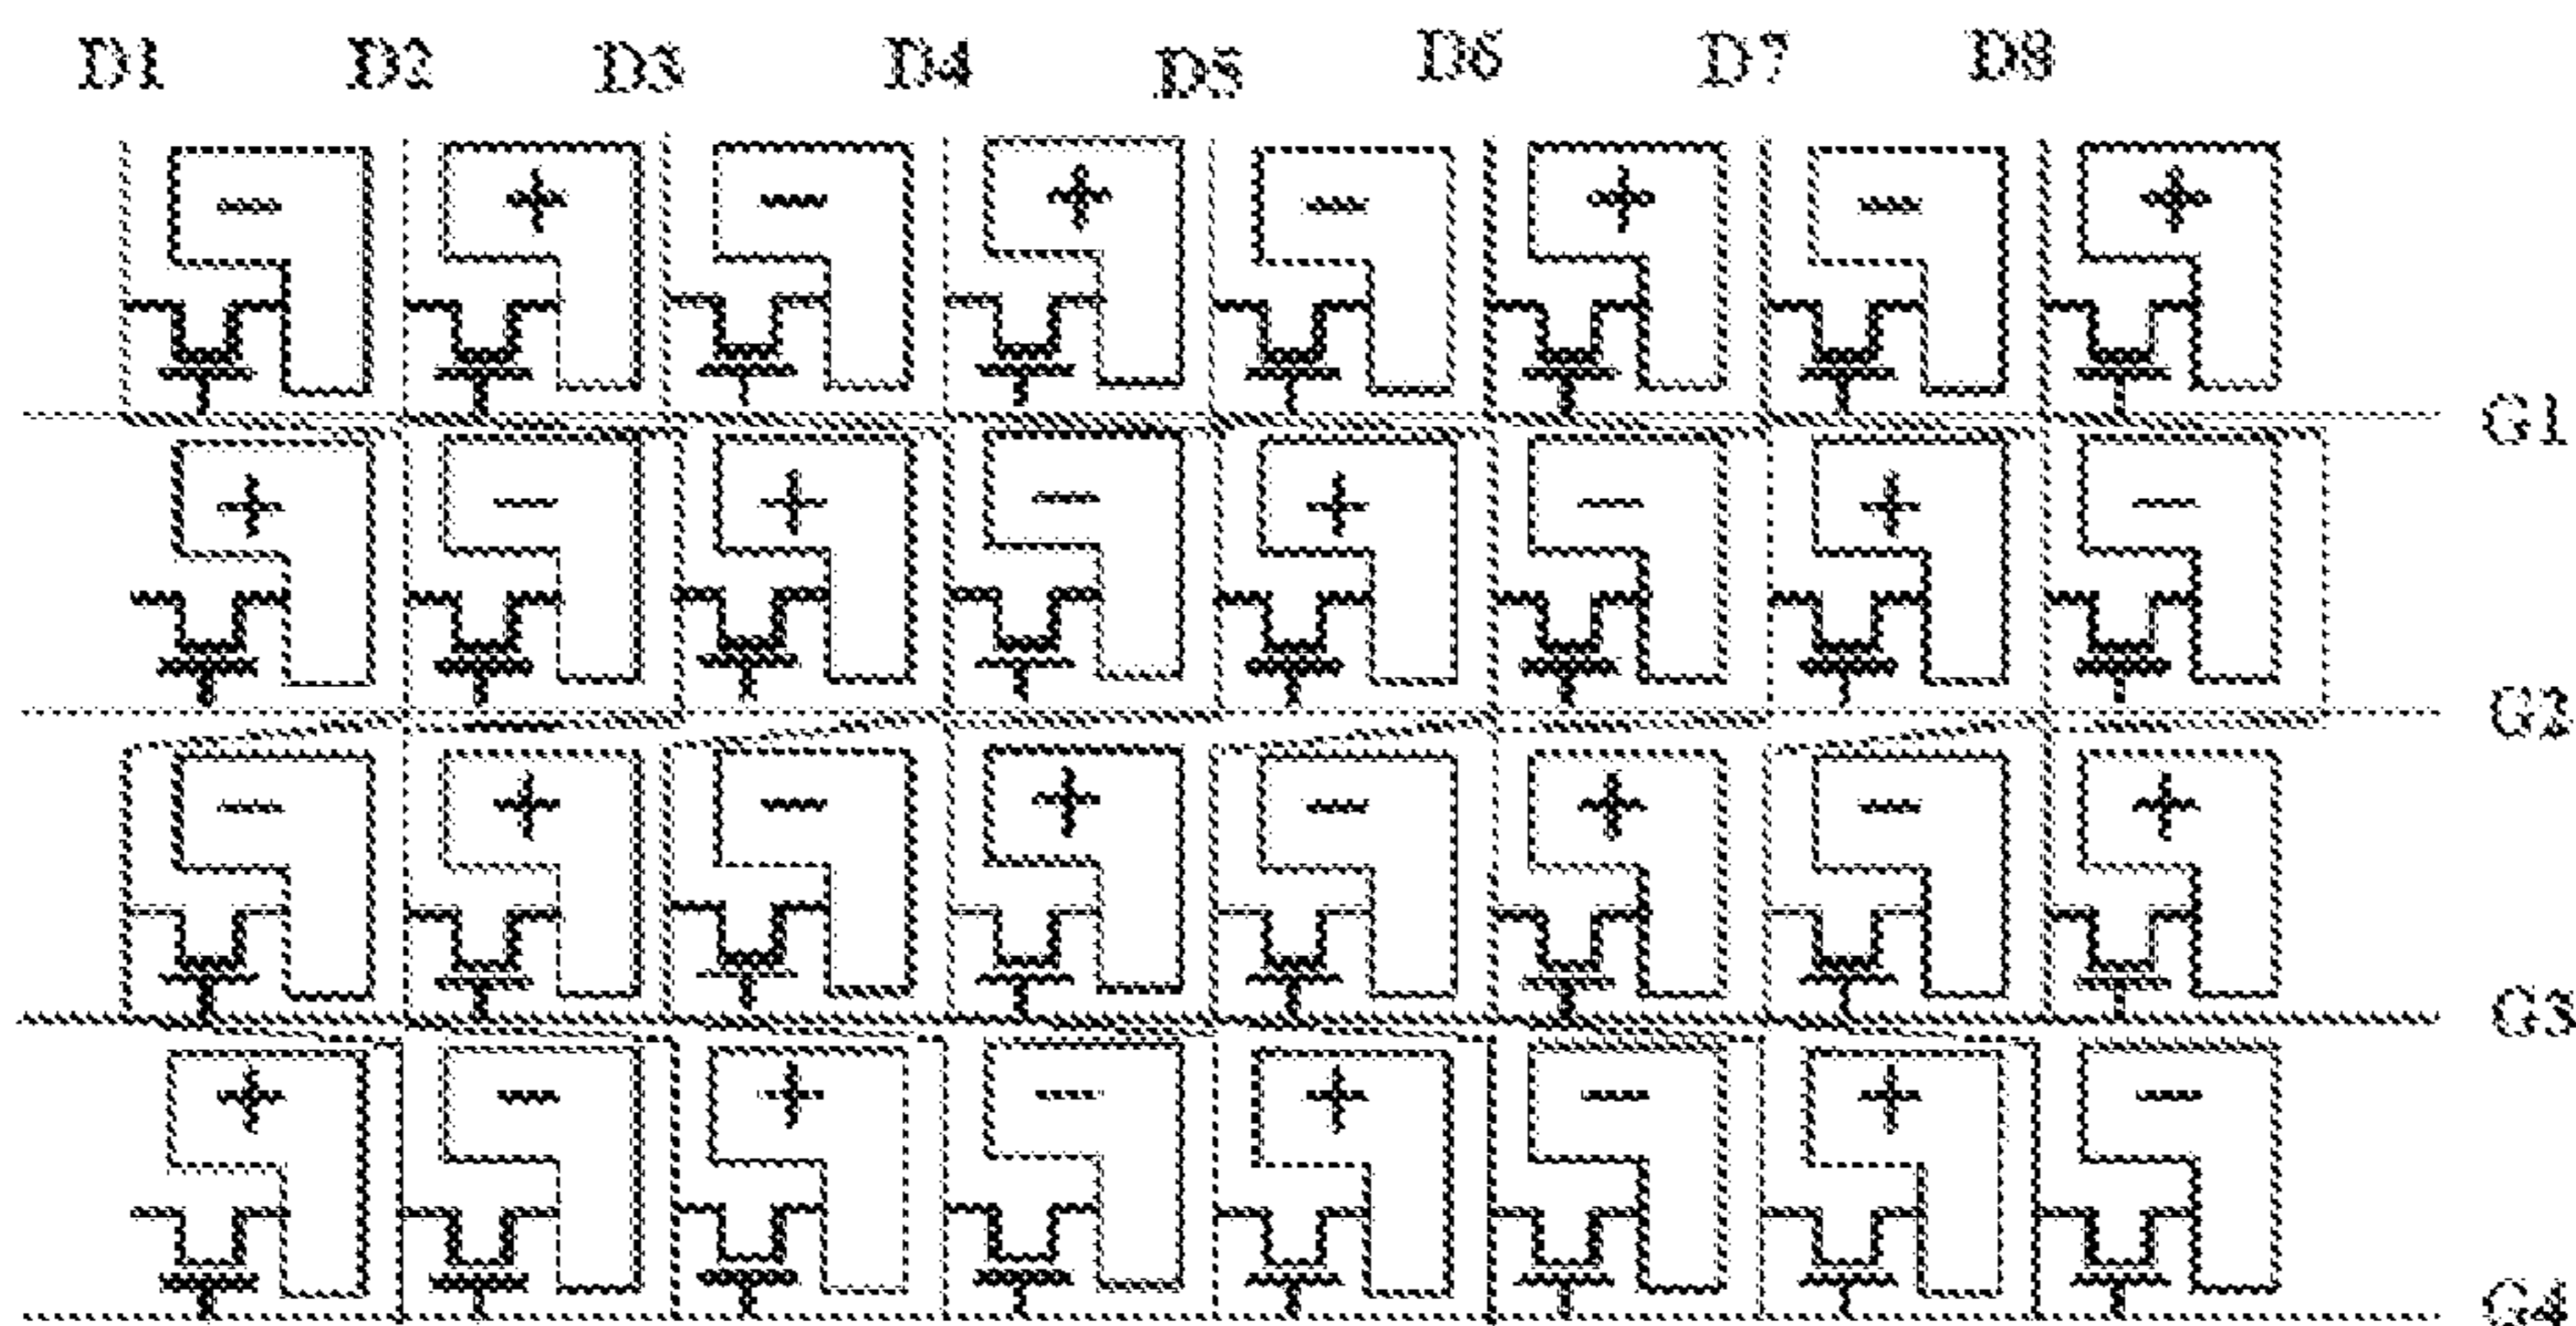 D1 D2 D3 D4 D5 D6 D7 D8
− + − + − + − +
G1
+ − + − + − + −
G2
− + − + − + − +
G3
+ − + − + − + −
G4